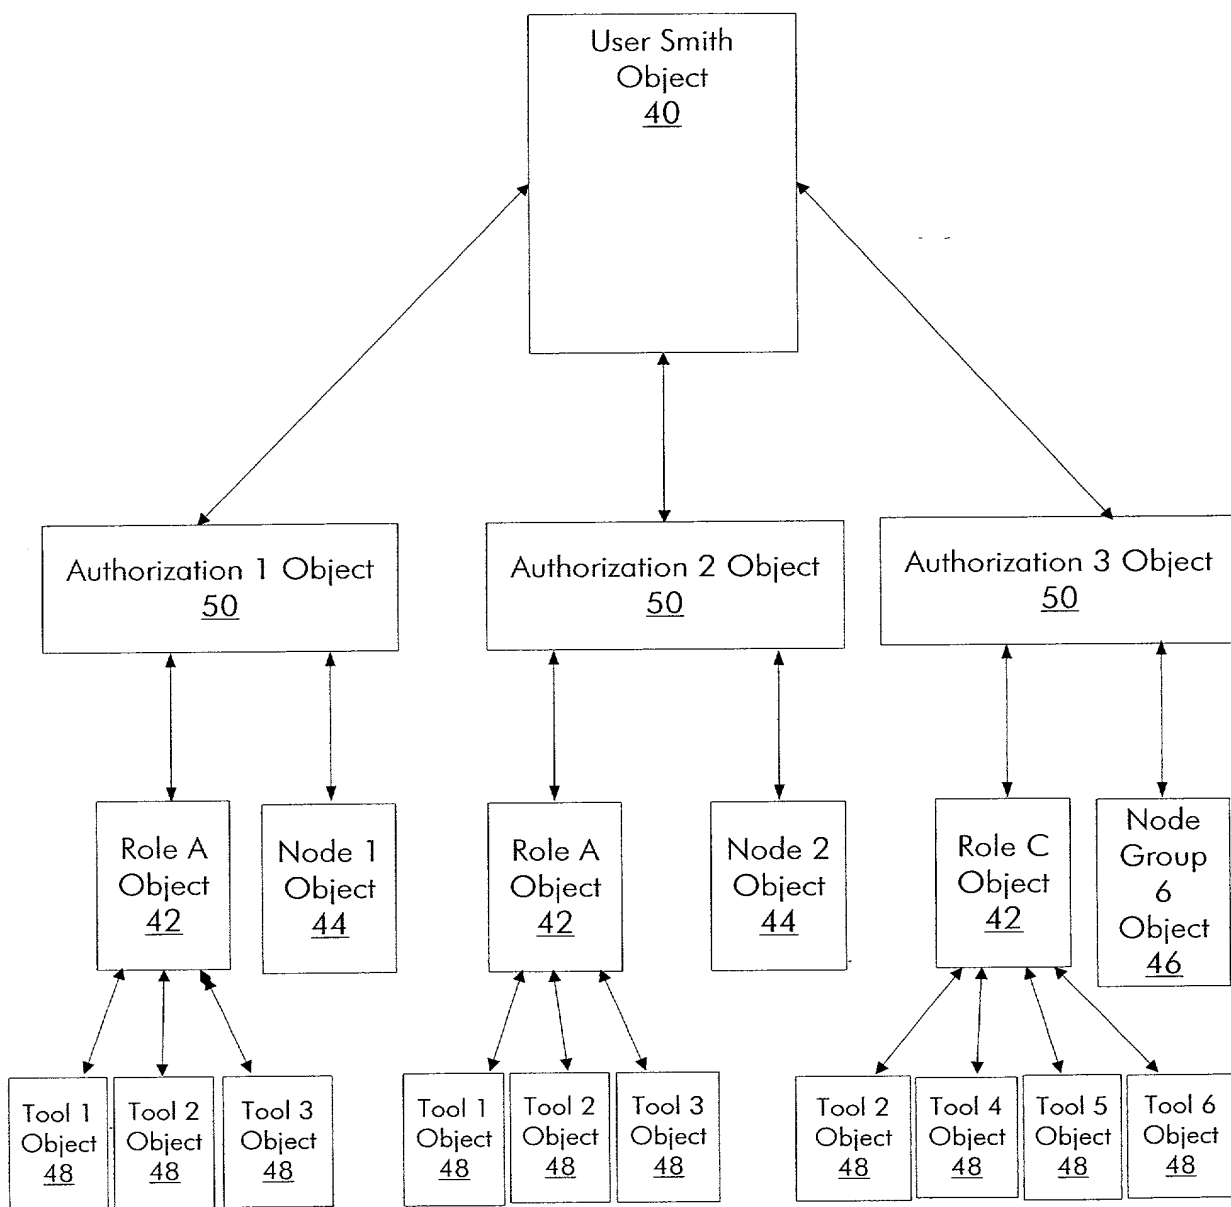 User Smith
Object
40
Authorization 1 Object
50
Authorization 2 Object
50
Authorization 3 Object
50
Role A
Object
42
Node 1
Object
44
Role A
Object
42
Node 2
Object
44
Role C
Object
42
Node
Group
6
Object
46
Tool 1
Object
48
Tool 2
Object
48
Tool 3
Object
48
Tool 1
Object
48
Tool 2
Object
48
Tool 3
Object
48
Tool 2
Object
48
Tool 4
Object
48
Tool 5
Object
48
Tool 6
Object
48